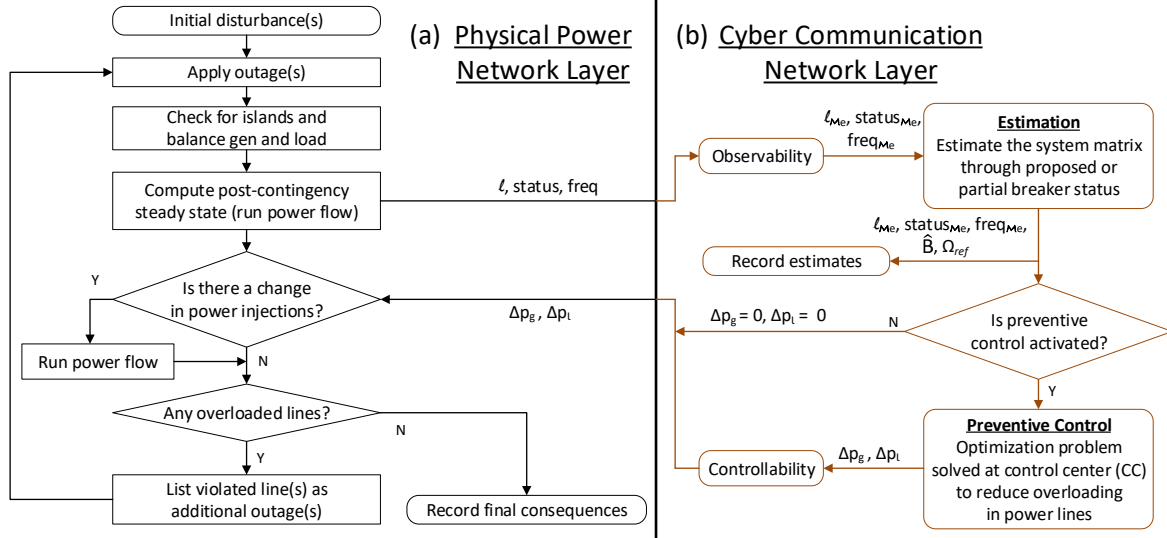 Initial disturbance(s)
(a) Physical Power
Network Layer
Apply outage(s)
Check for islands and
balance gen and load
Compute post-contingency
steady state (run power flow)
ℓ, status, freq
Is there a change
in power injections?
Y
N
Run power flow
Δpg , Δpι
Any overloaded lines?
N
Y
List violated line(s) as
additional outage(s)
Record final consequences
(b) Cyber Communication
Network Layer
Observability
ℓMe, statusMe,
freqMe
Estimation
Estimate the system matrix
through proposed or
partial breaker status
ℓMe, statusMe, freqMe,
B̂, Ωref
Record estimates
Δpg = 0, Δpι = 0
N
Is preventive
control activated?
Y
Preventive Control
Optimization problem
solved at control center (CC)
to reduce overloading
in power lines
Δpg , Δpι
Controllability